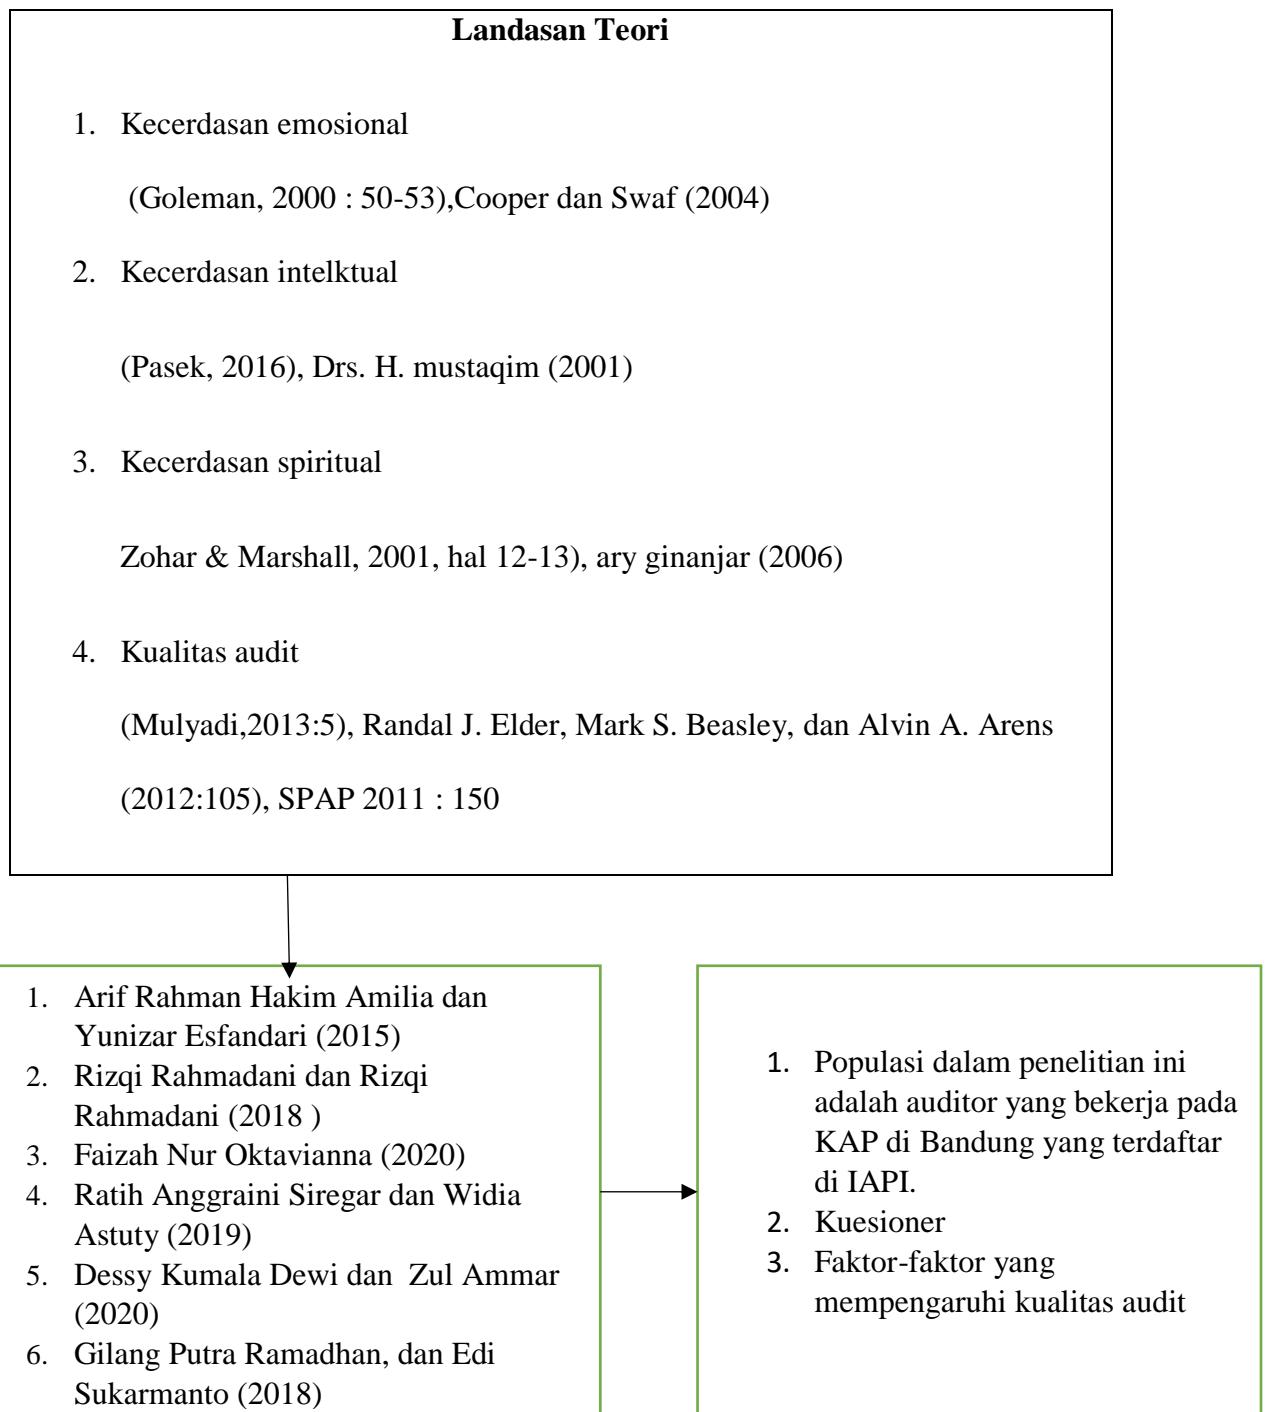 Landasan Teori
1. Kecerdasan emosional
(Goleman, 2000 : 50-53),Cooper dan Swaf (2004)
2. Kecerdasan intelktual
(Pasek, 2016), Drs. H. mustaqim (2001)
3. Kecerdasan spiritual
Zohar & Marshall, 2001, hal 12-13), ary ginanjar (2006)
4. Kualitas audit
(Mulyadi,2013:5), Randal J. Elder, Mark S. Beasley, dan Alvin A. Arens
(2012:105), SPAP 2011 : 150
1. Arif Rahman Hakim Amilia dan
Yunizar Esfandari (2015)
2. Rizqi Rahmadani dan Rizqi
Rahmadani (2018 )
3. Faizah Nur Oktavianna (2020)
4. Ratih Anggraini Siregar dan Widia
Astuty (2019)
5. Dessy Kumala Dewi dan Zul Ammar
(2020)
6. Gilang Putra Ramadhan, dan Edi
Sukarmanto (2018)
1. Populasi dalam penelitian ini
adalah auditor yang bekerja pada
KAP di Bandung yang terdaftar
di IAPI.
2. Kuesioner
3. Faktor-faktor yang
mempengaruhi kualitas audit